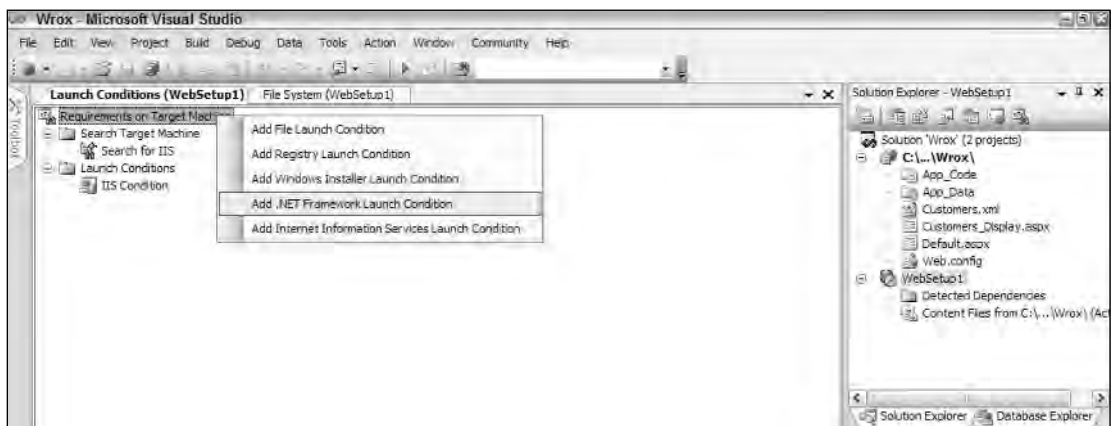 Wrox - Microsoft Visual Studio
File Edit View Project Build Debug Data Tools Action Window Community Help
Launch Conditions (WebSetup1) File System (WebSetup1)
Toolbox
Requirements on Target Machine
Search Target Machine
Search for IIS
Launch Conditions
IIS Condition
Add File Launch Condition
Add Registry Launch Condition
Add Windows Installer Launch Condition
Add .NET Framework Launch Condition
Add Internet Information Services Launch Condition
Solution Explorer - WebSetup1
Solution 'Wrox' (2 projects)
C:\...\Wrox\
App_Code
App_Data
Customers.xml
Customers_Display.aspx
Default.aspx
Web.config
WebSetup1
Detected Dependencies
Content Files from C:\...\Wrox\ (Act
Solution Explorer Database Explorer